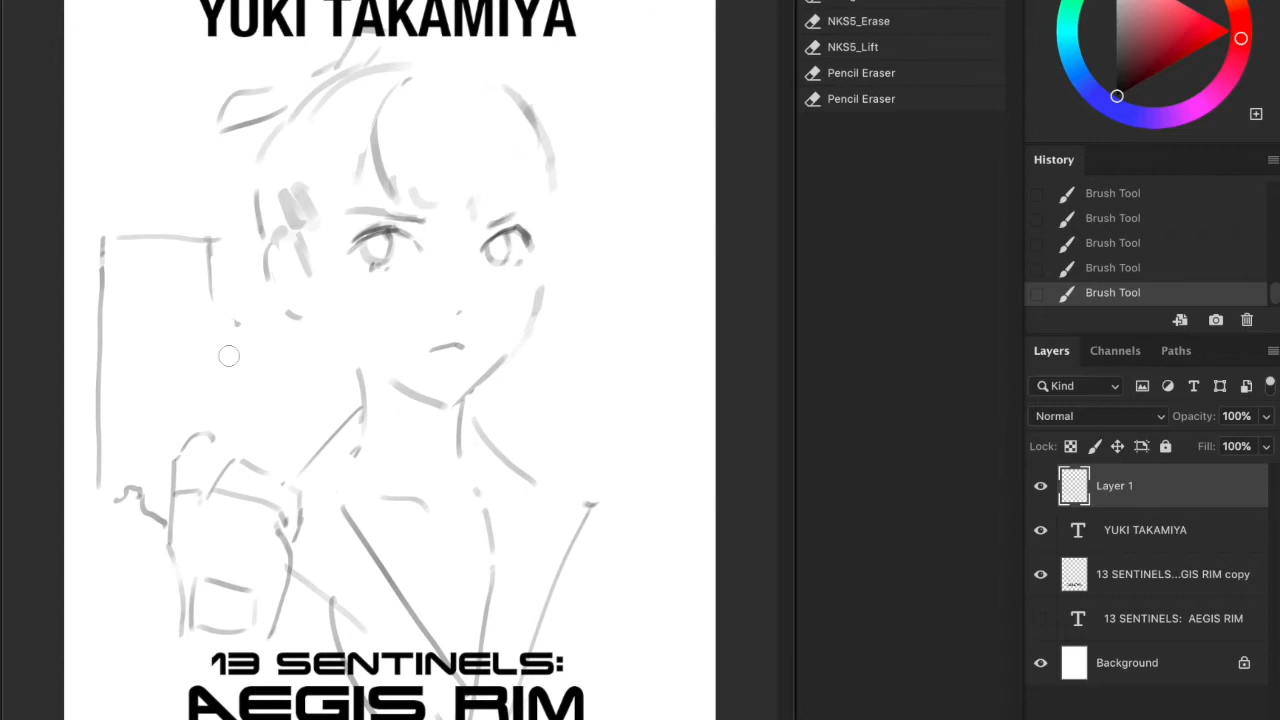 YUKI TAKAMIYA
13 SENTINELS:
AEGIS RIM
NKS5_Erase
NKS5_Lift
Pencil Eraser
Pencil Eraser
History
Brush Tool
Brush Tool
Brush Tool
Brush Tool
Brush Tool
Layers Channels Paths
Kind
Normal Opacity: 100%
Lock: Fill: 100%
Layer 1
T YUKI TAKAMIYA
13 SENTINELS...GIS RIM copy
T 13 SENTINELS: AEGIS RIM
Background